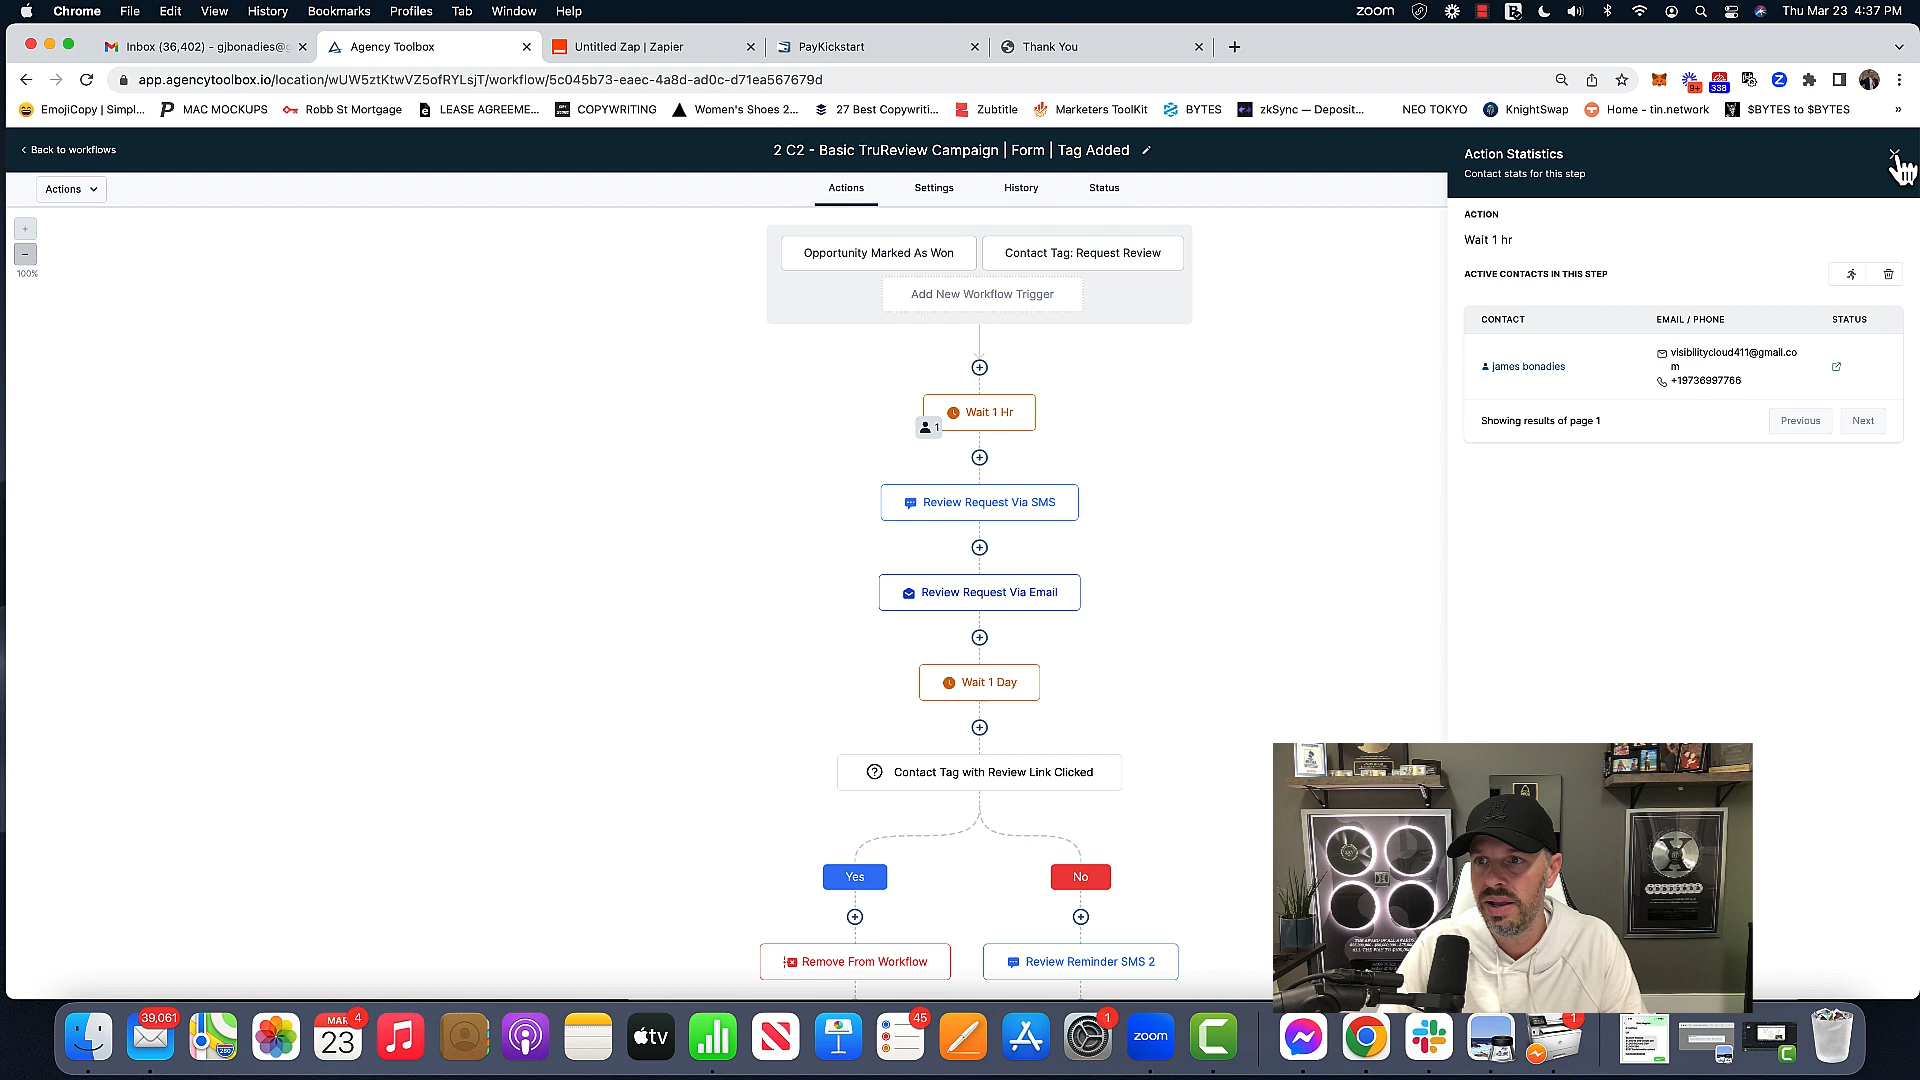 Chrome File Edit View History Bookmarks Profiles Tab Window Help zoom Thu Mar 23 4:37 PM
Inbox (36,402) - gjbonadies@g
Agency Toolbox
Untitled Zap | Zapier
PayKickstart
Thank You
app.agencytoolbox.io/location/wUW5ztKtwVZ5ofRYLsjT/workflow/5c045b73-eaec-4a8d-ad0c-d71ea567679d
9+
338
EmojiCopy | Simpl...
MAC MOCKUPS
Robb St Mortgage
LEASE AGREEME...
COPYWRITING
Women's Shoes 2...
27 Best Copywriti...
Zubtitle
Marketers ToolKit
BYTES
zkSync — Deposit...
NEO TOKYO
KnightSwap
Home - tin.network
$BYTES to $BYTES
Back to workflows
2 C2 - Basic TruReview Campaign | Form | Tag Added
Actions
Actions Settings History Status
100%
Opportunity Marked As Won
Contact Tag: Request Review
Add New Workflow Trigger
Wait 1 Hr
1
Review Request Via SMS
Review Request Via Email
Wait 1 Day
Contact Tag with Review Link Clicked
Yes
No
Remove From Workflow
Review Reminder SMS 2
Action Statistics
Contact stats for this step
ACTION
Wait 1 hr
ACTIVE CONTACTS IN THIS STEP
CONTACT EMAIL / PHONE STATUS
james bonadies
visibilitycloud411@gmail.co
m
+19736997766
Showing results of page 1
Previous
Next
39,061
MAR 4
23
tv
45
1
zoom
1